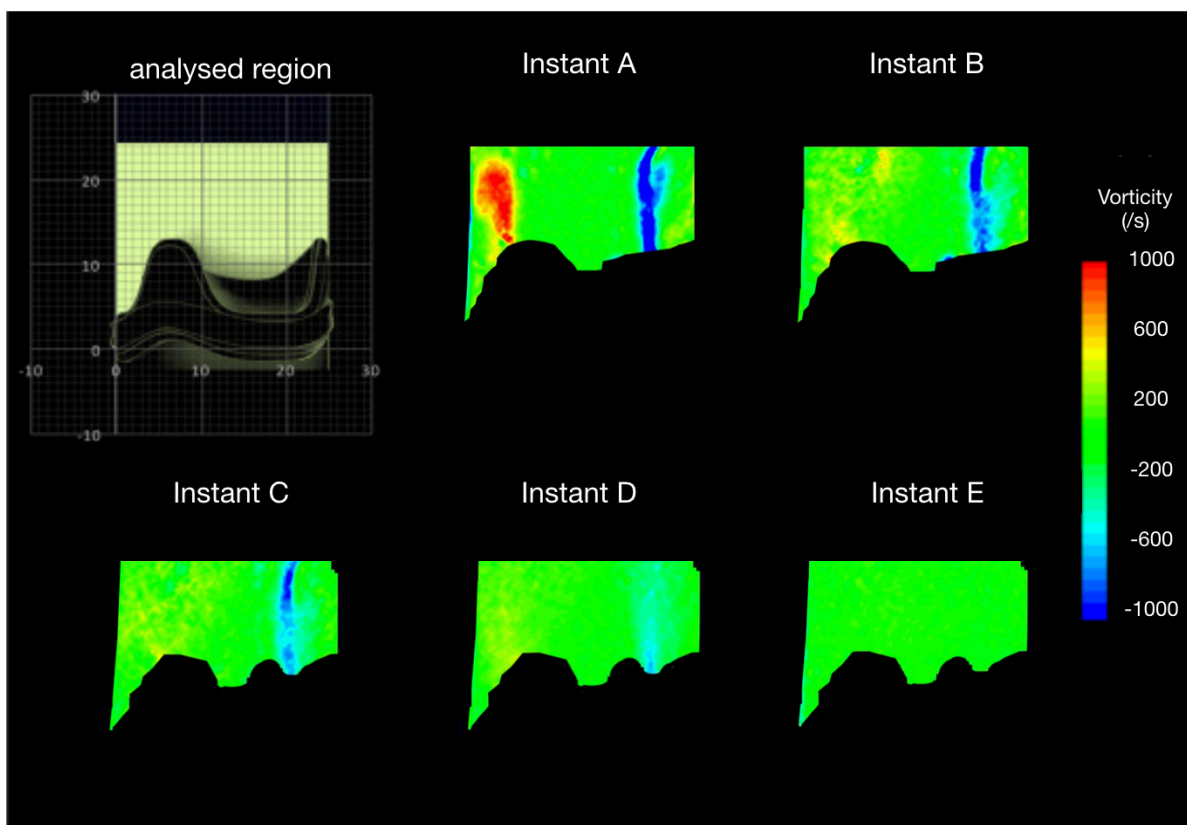 analysed region
Instant A
Instant B
30
20
10
0
-10
0
10
20
30
-10
Vorticity
(/s)
1000
600
200
-200
-600
-1000
Instant C
Instant D
Instant E